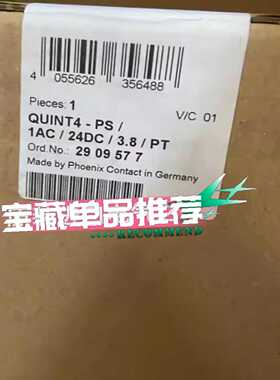 4 055626 356488
Pieces: 1
V/C 01
QUINT4 - PS /
1AC / 24DC / 3.8 / PT
Ord.No.: 29 09 57 7
Made by Phoenix Contact in Germany
宝藏单品推荐
RECOMMEND